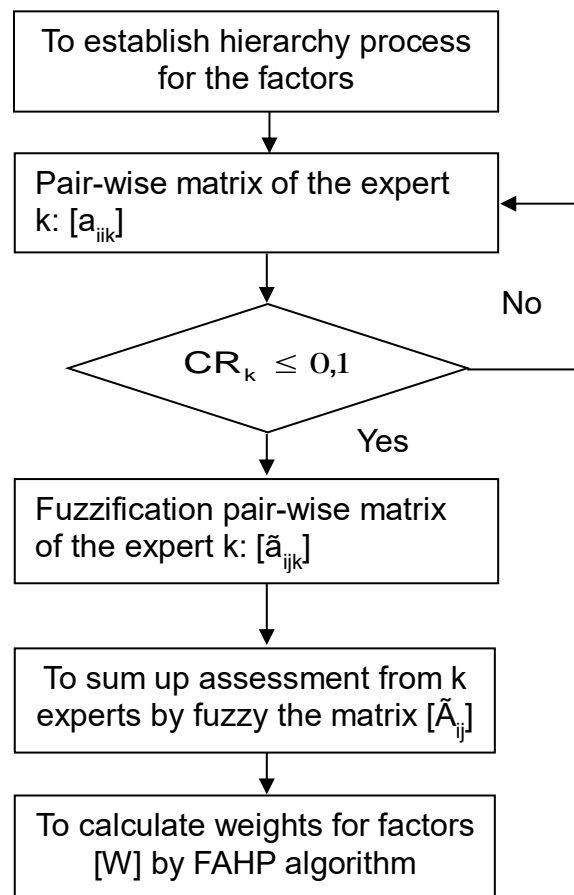 To establish hierarchy process
for the factors
Pair-wise matrix of the expert
k: [a_iik]
No
CR_k ≤ 0,1
Yes
Fuzzification pair-wise matrix
of the expert k: [ã_ijk]
To sum up assessment from k
experts by fuzzy the matrix [Ã_ij]
To calculate weights for factors
[W] by FAHP algorithm